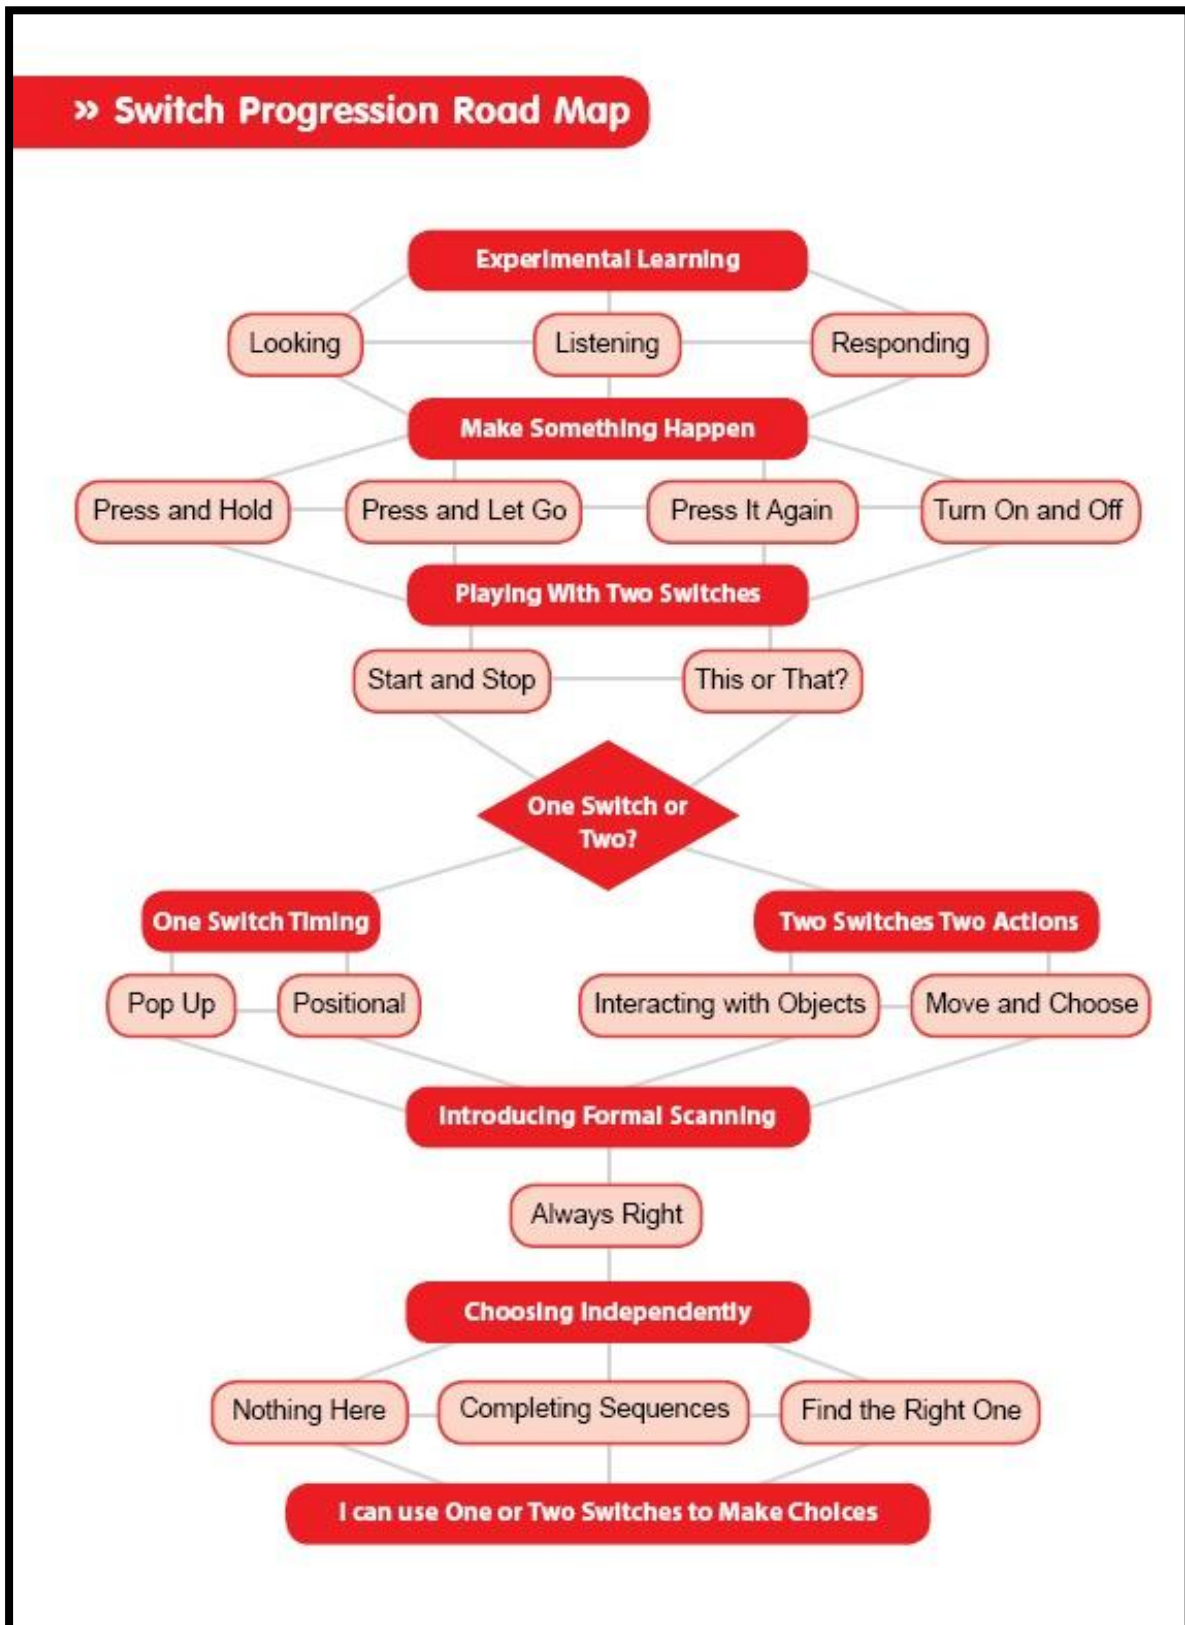 » Switch Progression Road Map
Experimental Learning
Looking
Listening
Responding
Make Something Happen
Press and Hold
Press and Let Go
Press It Again
Turn On and Off
Playing With Two Switches
Start and Stop
This or That?
One Switch or
Two?
One Switch Timing
Two Switches Two Actions
Pop Up
Positional
Interacting with Objects
Move and Choose
Introducing Formal Scanning
Always Right
Choosing Independently
Nothing Here
Completing Sequences
Find the Right One
I can use One or Two Switches to Make Choices